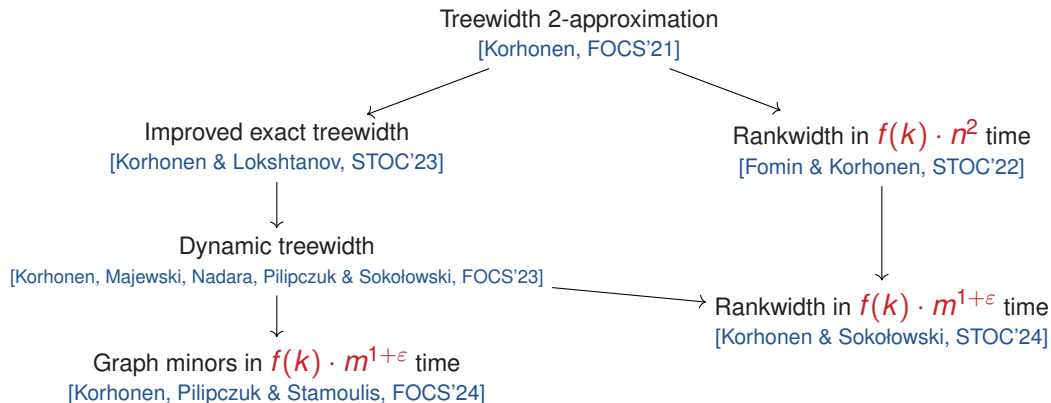 Treewidth 2-approximation
[Korhonen, FOCS'21]
Improved exact treewidth
[Korhonen & Lokshtanov, STOC'23]
Rankwidth in f(k) · n² time
[Fomin & Korhonen, STOC'22]
Dynamic treewidth
[Korhonen, Majewski, Nadara, Pilipczuk & Sokołowski, FOCS'23]
Rankwidth in f(k) · m^{1+ε} time
[Korhonen & Sokołowski, STOC'24]
Graph minors in f(k) · m^{1+ε} time
[Korhonen, Pilipczuk & Stamoulis, FOCS'24]